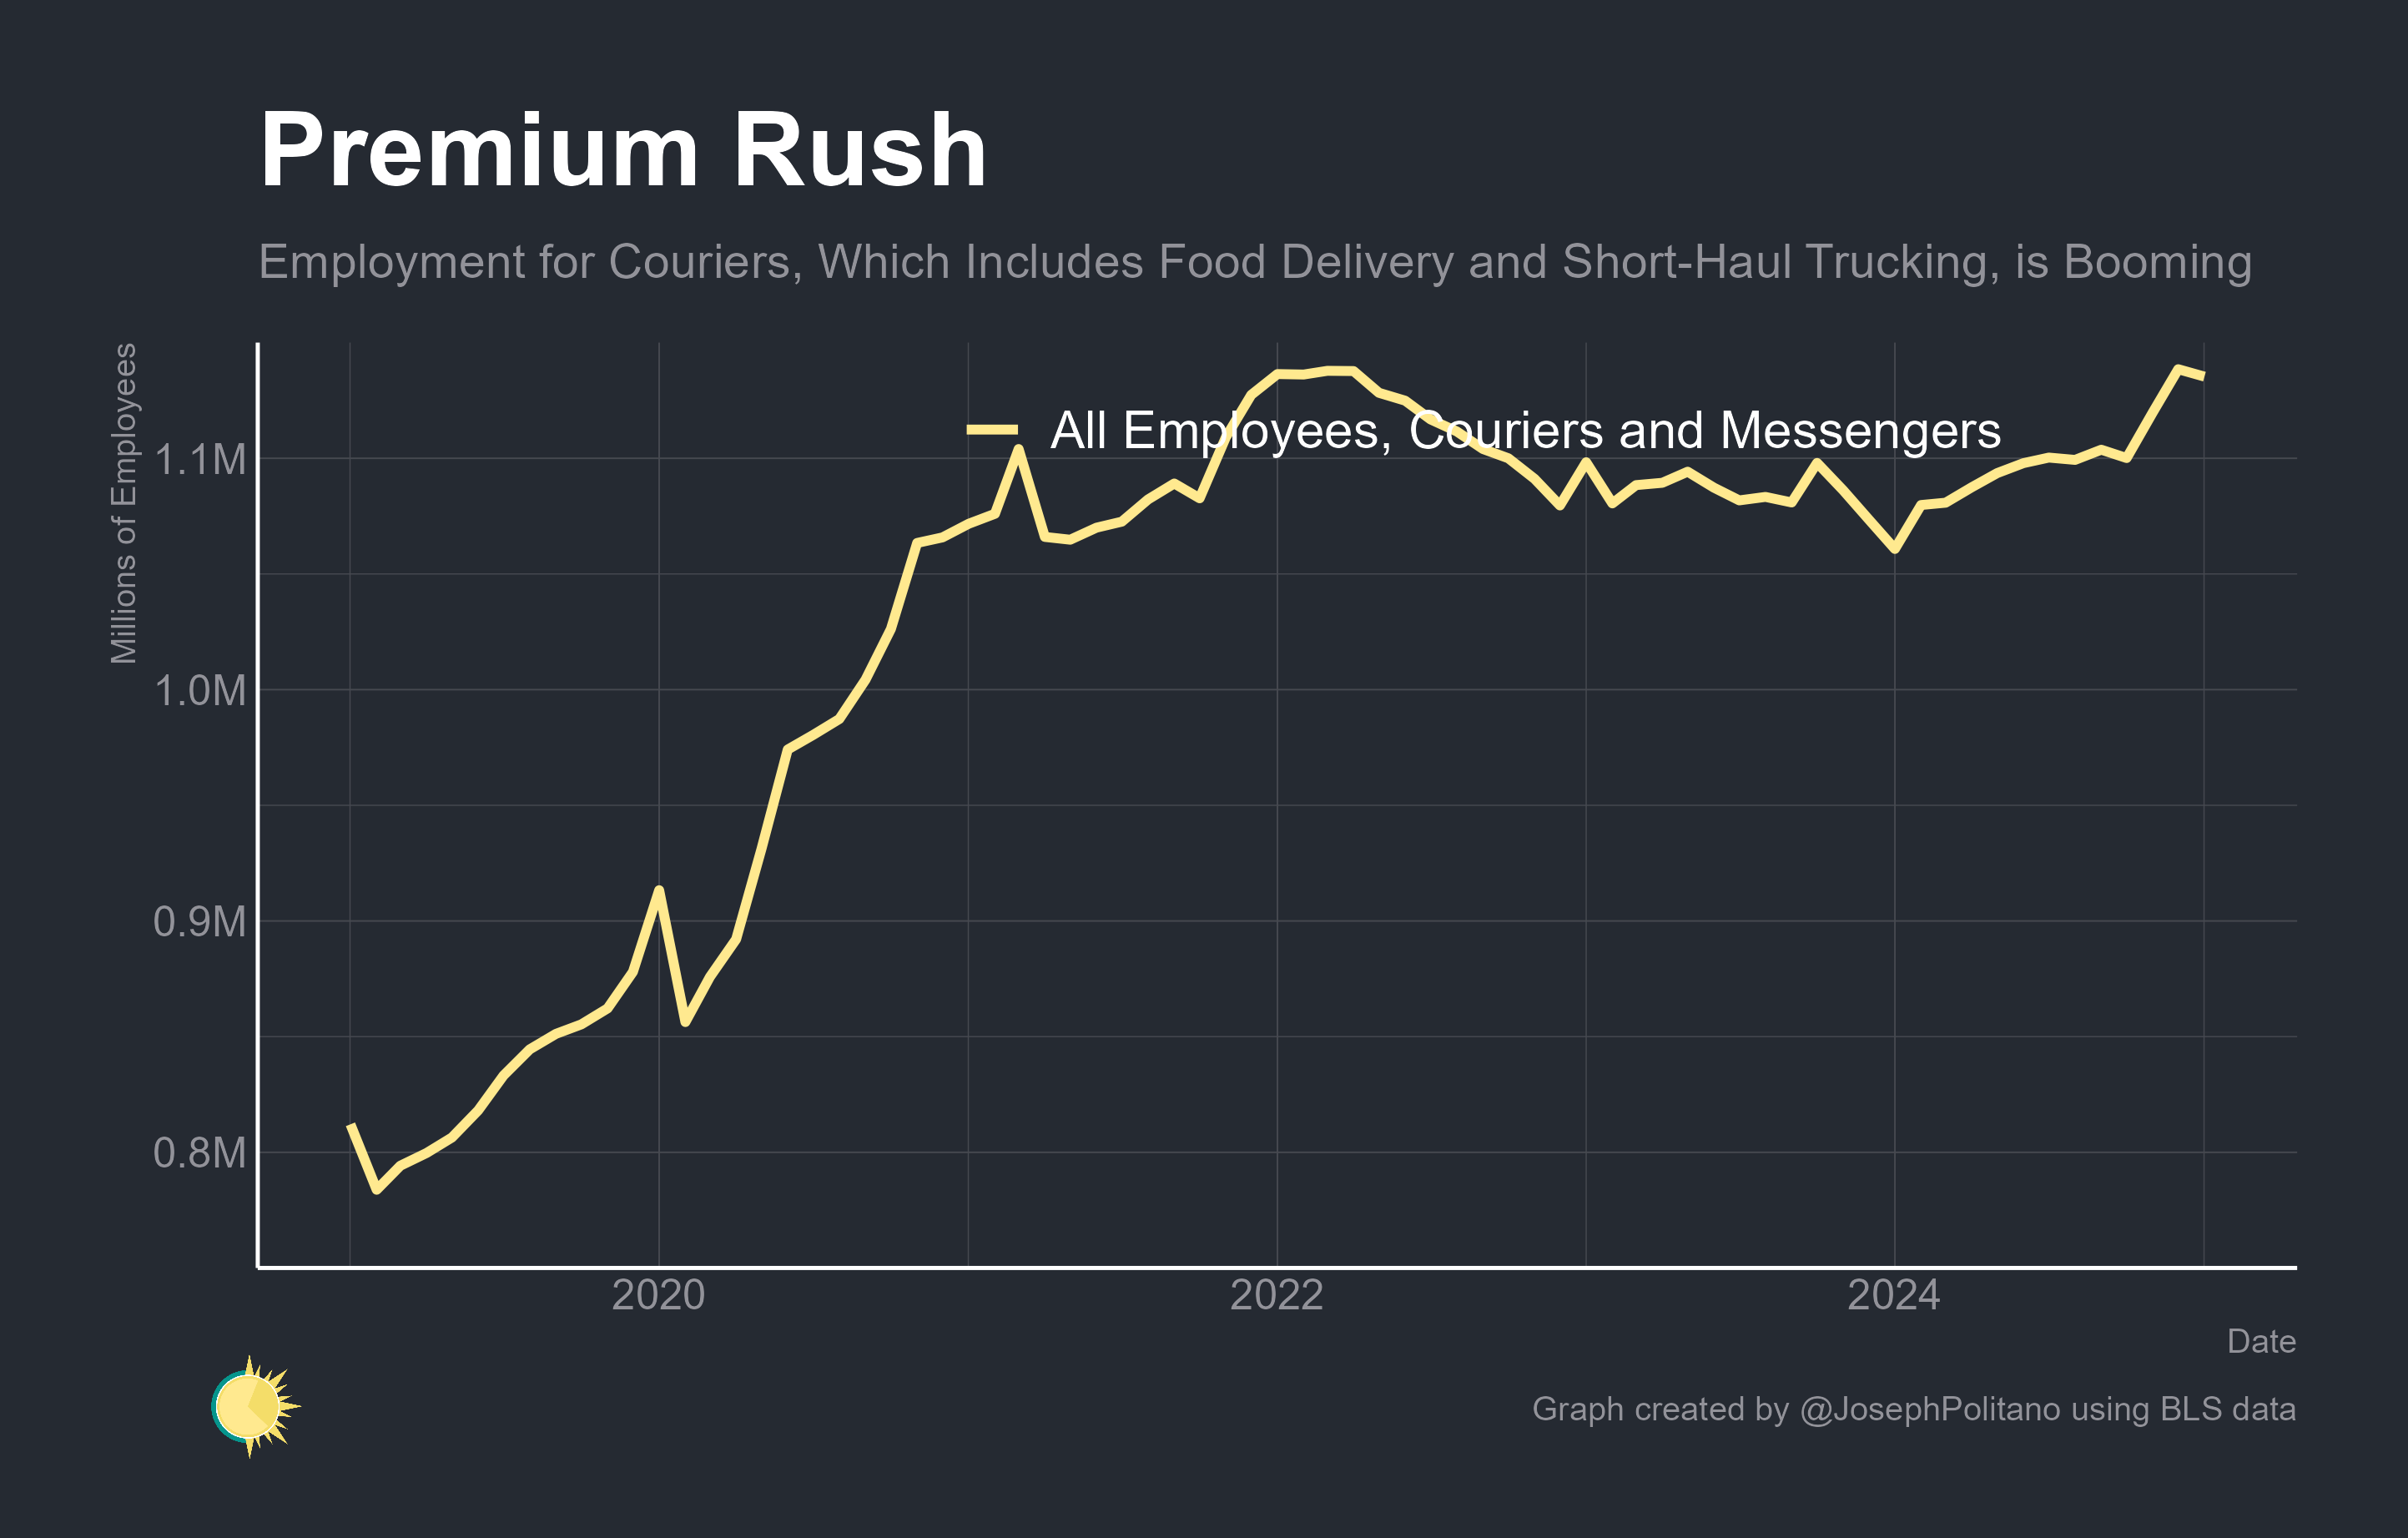 Premium Rush
Employment for Couriers, Which Includes Food Delivery and Short-Haul Trucking, is Booming
Millions of Employees
All Employees, Couriers and Messengers
1.1M
1.0M
0.9M
0.8M
2020
2022
2024
Date
Graph created by @JosephPolitano using BLS data